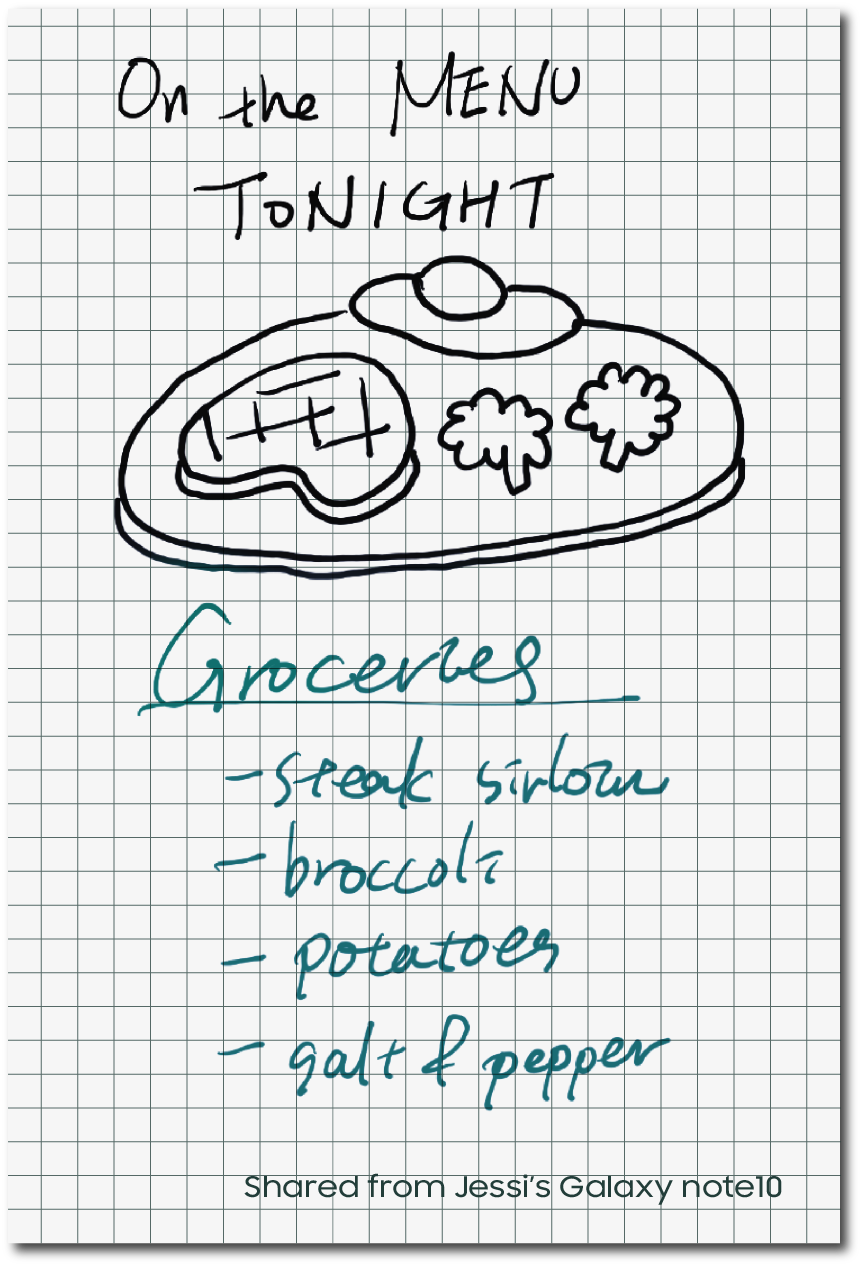 On the MENU
TONIGHT
Groceries
- steak sirloin
- broccoli
- potatoes
- salt & pepper
Shared from Jessi's Galaxy note10